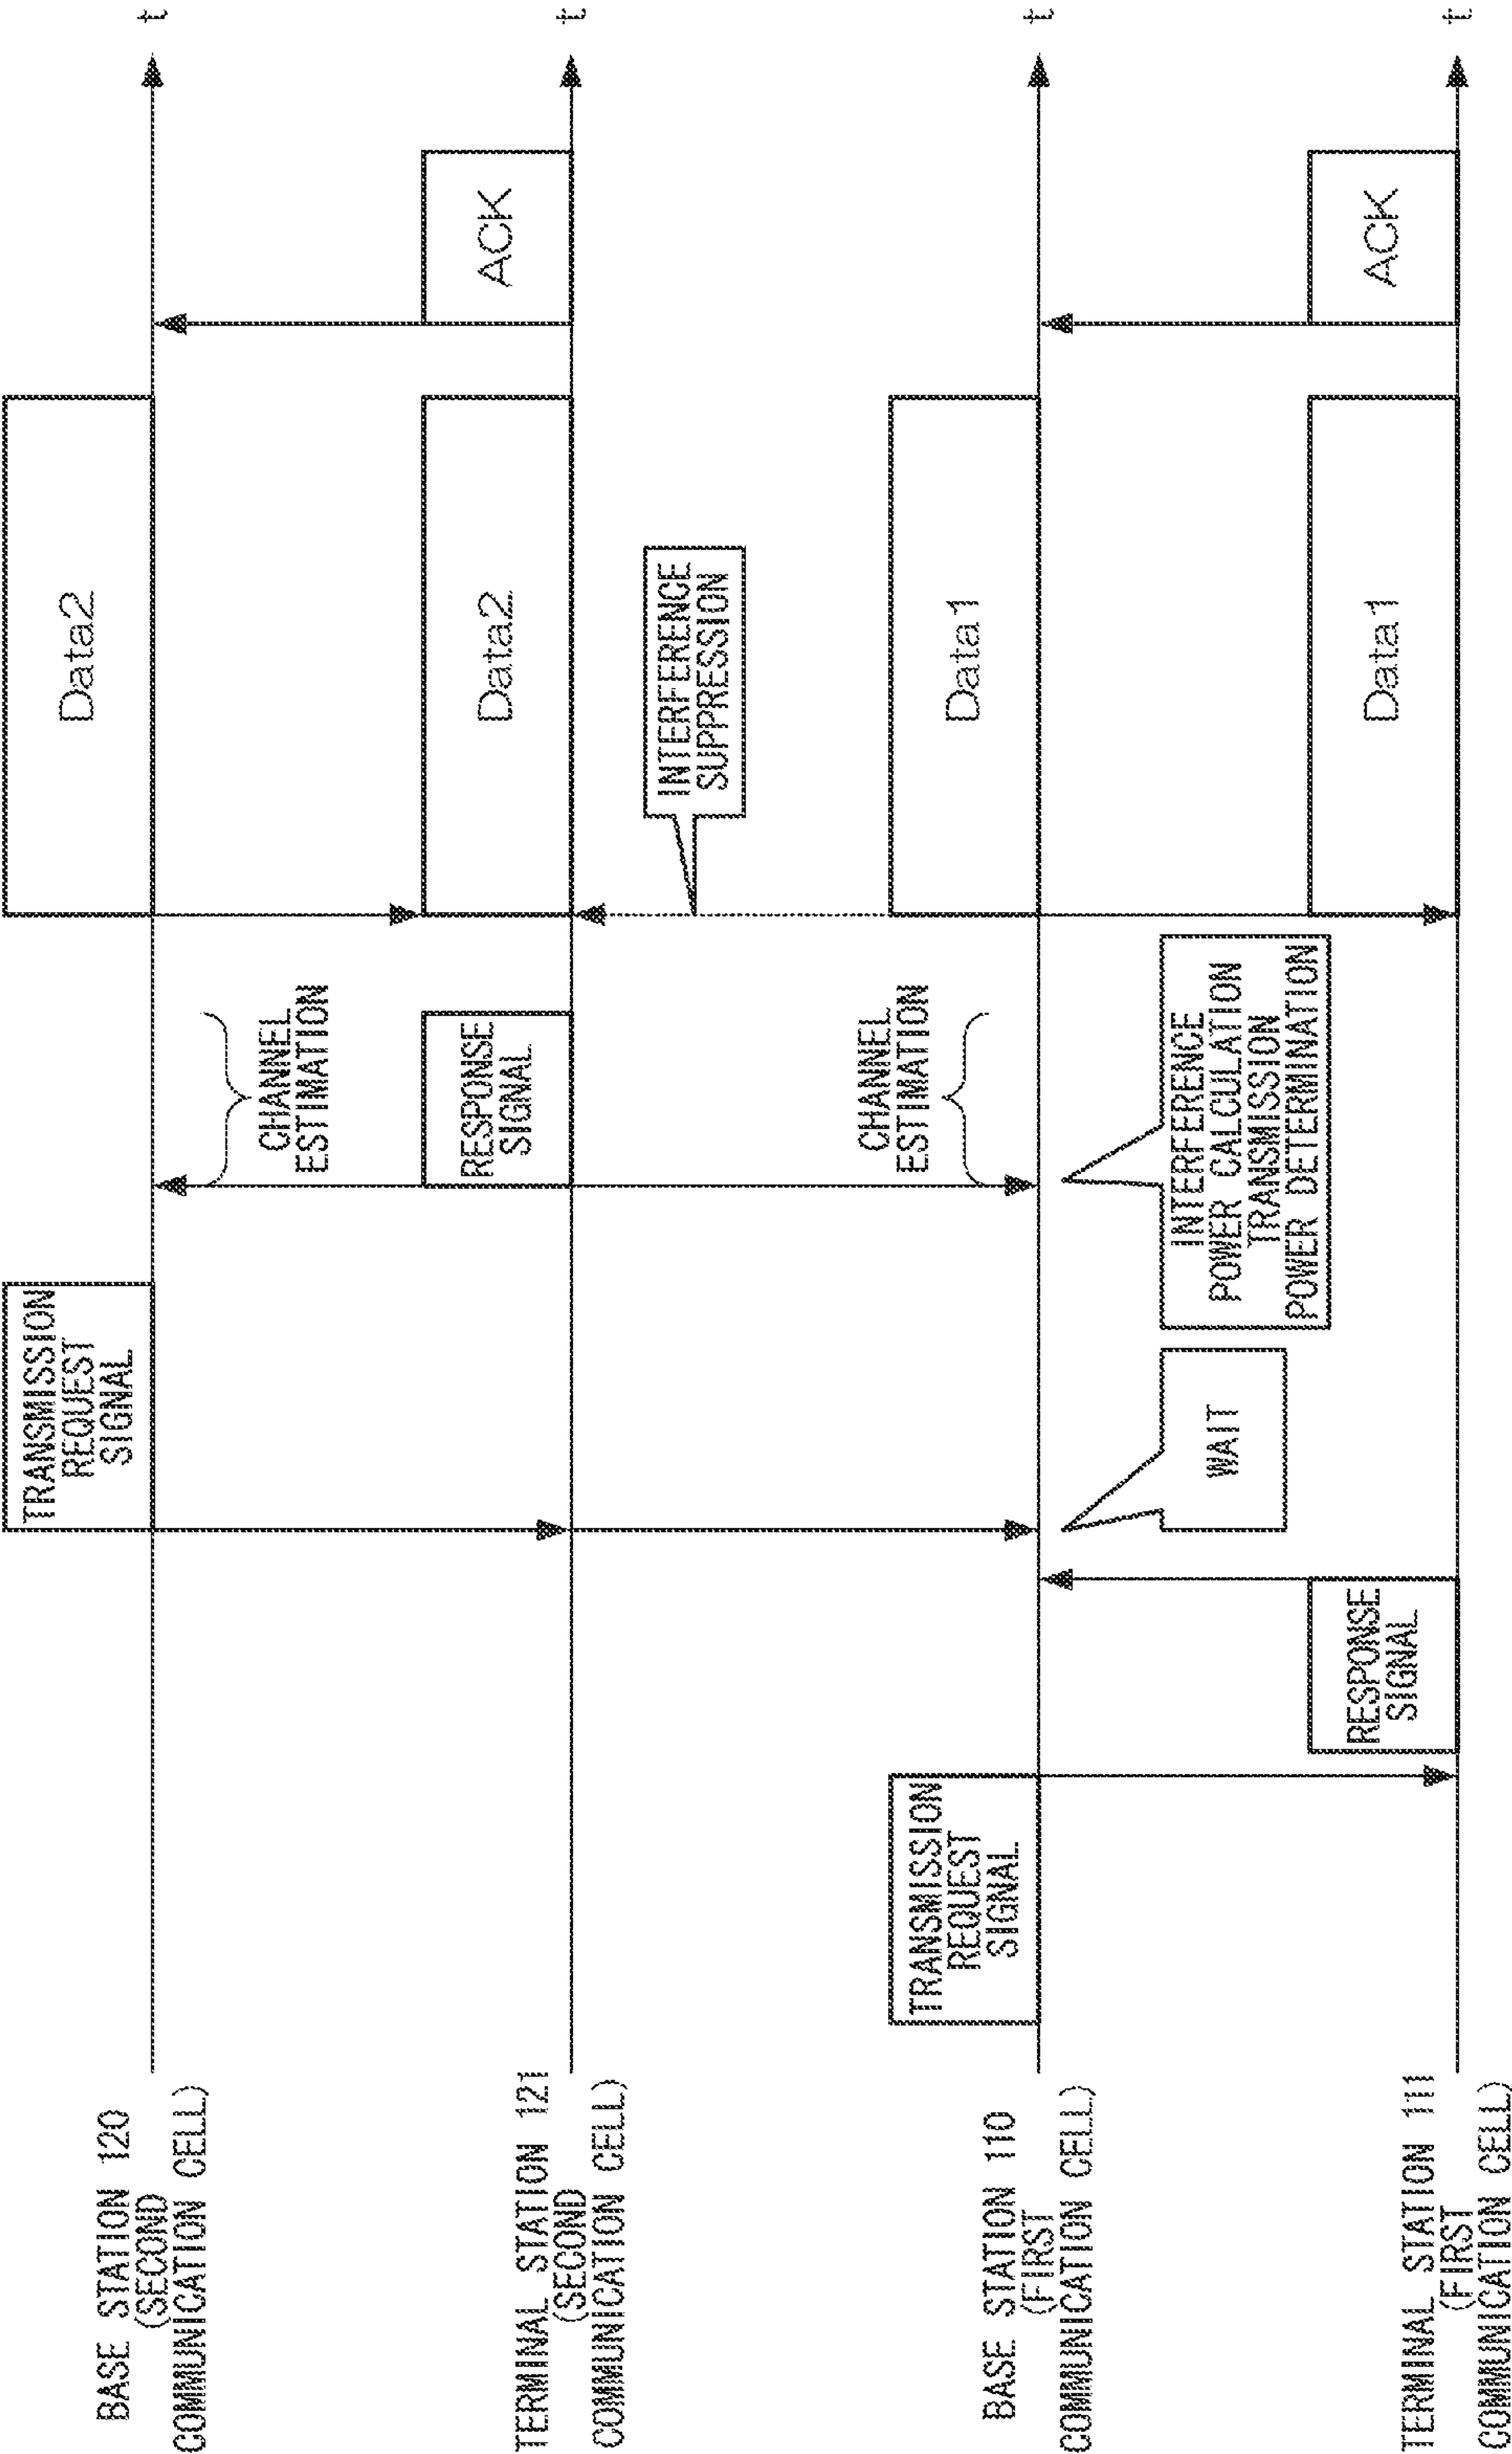 BASE STATION 120
(SECOND
COMMUNICATION CELL)
TRANSMISSION
REQUEST
SIGNAL
CHANNEL
ESTIMATION
Data2
t
TERMINAL STATION 121
(SECOND
COMMUNICATION CELL)
RESPONSE
SIGNAL
Data2
ACK
t
INTERFERENCE
SUPPRESSION
BASE STATION 110
(FIRST
COMMUNICATION CELL)
TRANSMISSION
REQUEST
SIGNAL
CHANNEL
ESTIMATION
Data1
t
WAIT
INTERFERENCE
POWER CALCULATION
TRANSMISSION
POWER DETERMINATION
TERMINAL STATION 111
(FIRST
COMMUNICATION CELL)
RESPONSE
SIGNAL
Data1
ACK
t